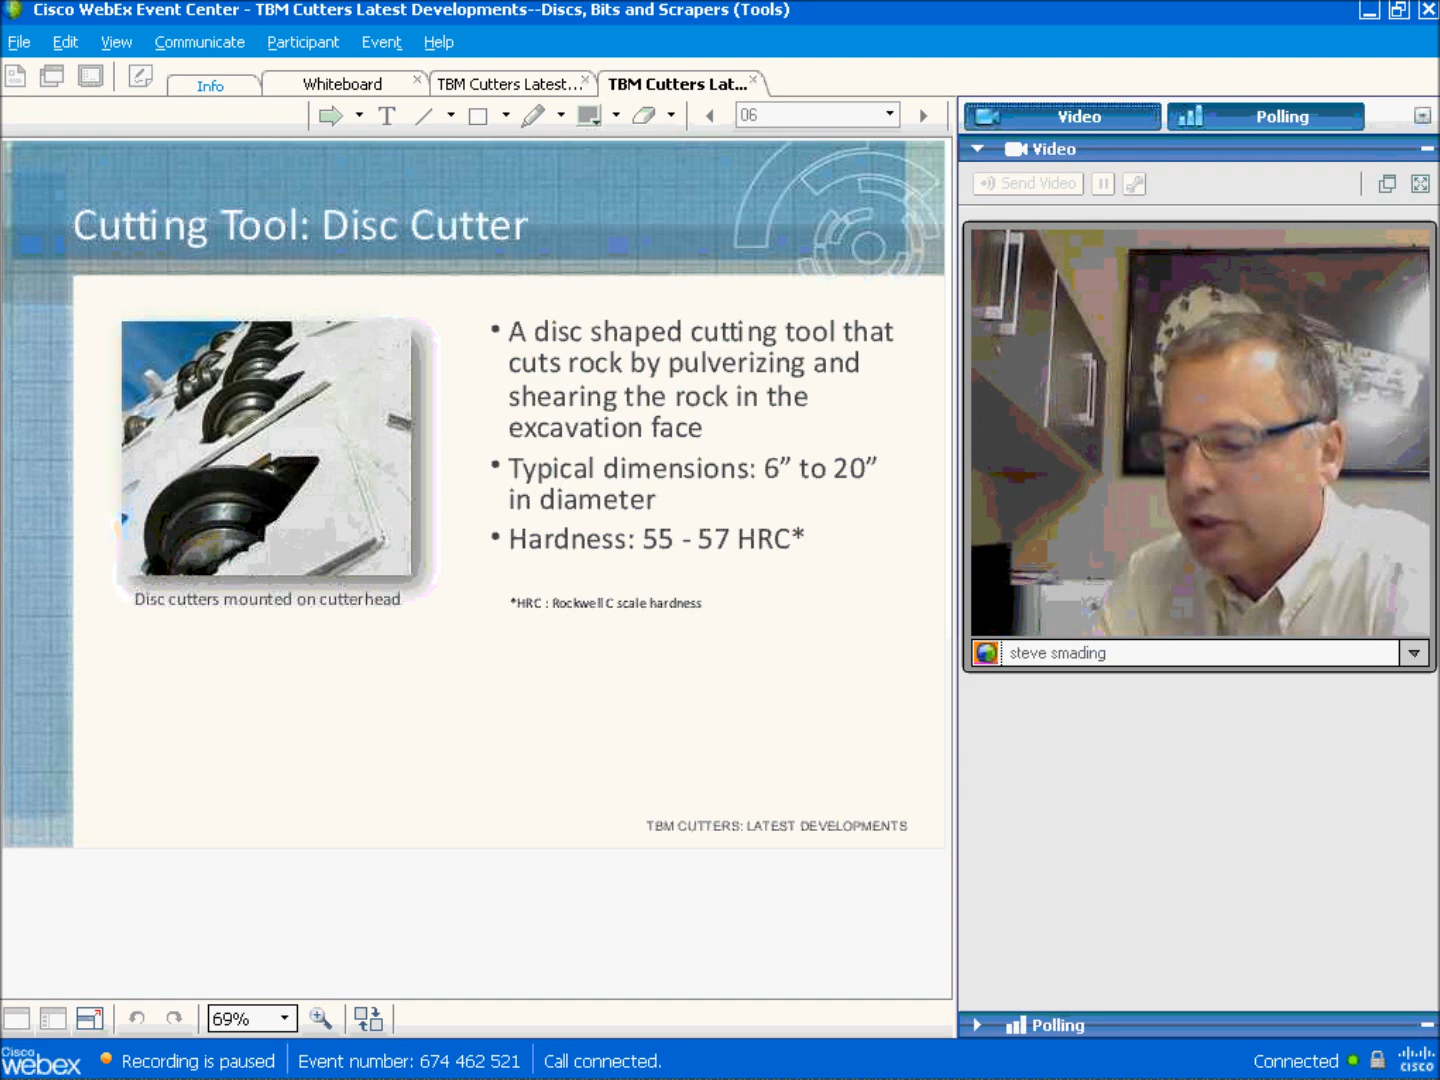 Cisco WebEx Event Center - TBM Cutters Latest Developments--Discs, Bits and Scrapers (Tools)
File Edit View Communicate Participant Event Help
Info Whiteboard TBM Cutters Latest... TBM Cutters Lat...
T 06
Video Polling
Video
Send Video
Cutting Tool: Disc Cutter
• A disc shaped cutting tool that
cuts rock by pulverizing and
shearing the rock in the
excavation face
• Typical dimensions: 6” to 20”
in diameter
• Hardness: 55 - 57 HRC*
*HRC : Rockwell C scale hardness
Disc cutters mounted on cutterhead
TBM CUTTERS: LATEST DEVELOPMENTS
steve smading
69%
Polling
Cisco
webex
Recording is paused
Event number: 674 462 521
Call connected.
Connected
CISCO